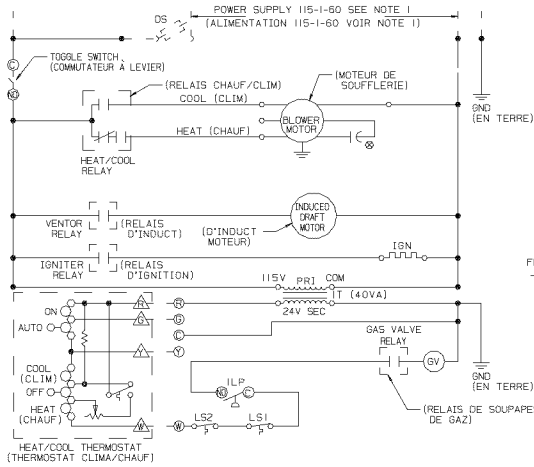 POWER SUPPLY 115-1-60 SEE NOTE 1
(ALIMENTATION 115-1-60 VOIR NOTE 1)
DS
C
TOGGLE SWITCH
(COMMUTATEUR À LEVIER)
NO
(RELAIS CHAUF/CLIM)
COOL (CLIM)
(MOTEUR DE
SOUFFLERIE)
BLOWER
MOTOR
HEAT (CHAUF)
HEAT/COOL
RELAY
GND
(EN TERRE)
VENTOR
RELAY
(RELAIS
D'INDUCT)
INDUCED
DRAFT
MOTOR
(D'INDUCT
MOTEUR)
IGNITER
RELAY
(RELAIS
D'IGNITION)
IGN
115V PRI COM
1T (40VA)
24V SEC
ON
AUTO
COOL
(CLIM)
OFF
HEAT
(CHAUF)
R R
G G
C
Y Y
W W
HEAT/COOL THERMOSTAT
(THERMOSTAT CLIMA/CHAUF)
NO ILP C
LS2 LS1
GAS VALVE
RELAY
GV
GND
(EN TERRE)
(RELAIS DE SOUPAPES
DE GAZ)